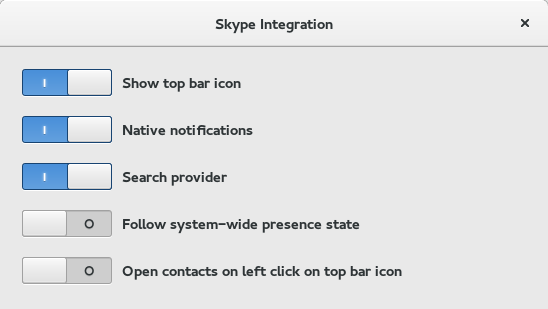 Skype Integration
Show top bar icon
Native notifications
Search provider
Follow system-wide presence state
Open contacts on left click on top bar icon